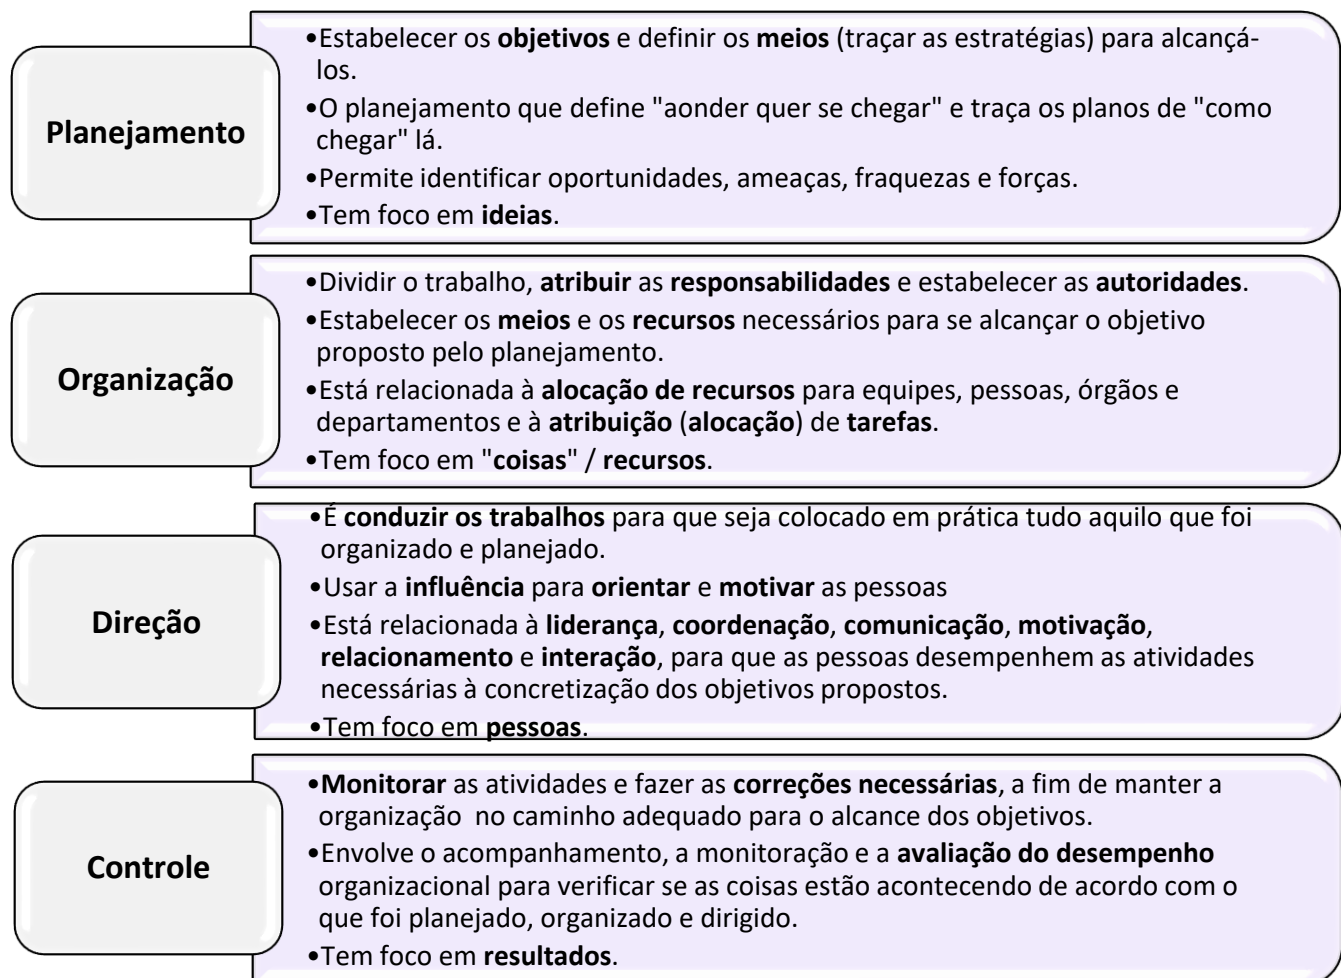 Planejamento
•Estabelecer os objetivos e definir os meios (traçar as estratégias) para alcançá-
los.
•O planejamento que define "aonder quer se chegar" e traça os planos de "como
chegar" lá.
•Permite identificar oportunidades, ameaças, fraquezas e forças.
•Tem foco em ideias.
Organização
•Dividir o trabalho, atribuir as responsabilidades e estabelecer as autoridades.
•Estabelecer os meios e os recursos necessários para se alcançar o objetivo
proposto pelo planejamento.
•Está relacionada à alocação de recursos para equipes, pessoas, órgãos e
departamentos e à atribuição (alocação) de tarefas.
•Tem foco em "coisas" / recursos.
Direção
•É conduzir os trabalhos para que seja colocado em prática tudo aquilo que foi
organizado e planejado.
•Usar a influência para orientar e motivar as pessoas
•Está relacionada à liderança, coordenação, comunicação, motivação,
relacionamento e interação, para que as pessoas desempenhem as atividades
necessárias à concretização dos objetivos propostos.
•Tem foco em pessoas.
Controle
•Monitorar as atividades e fazer as correções necessárias, a fim de manter a
organização no caminho adequado para o alcance dos objetivos.
•Envolve o acompanhamento, a monitoração e a avaliação do desempenho
organizacional para verificar se as coisas estão acontecendo de acordo com o
que foi planejado, organizado e dirigido.
•Tem foco em resultados.